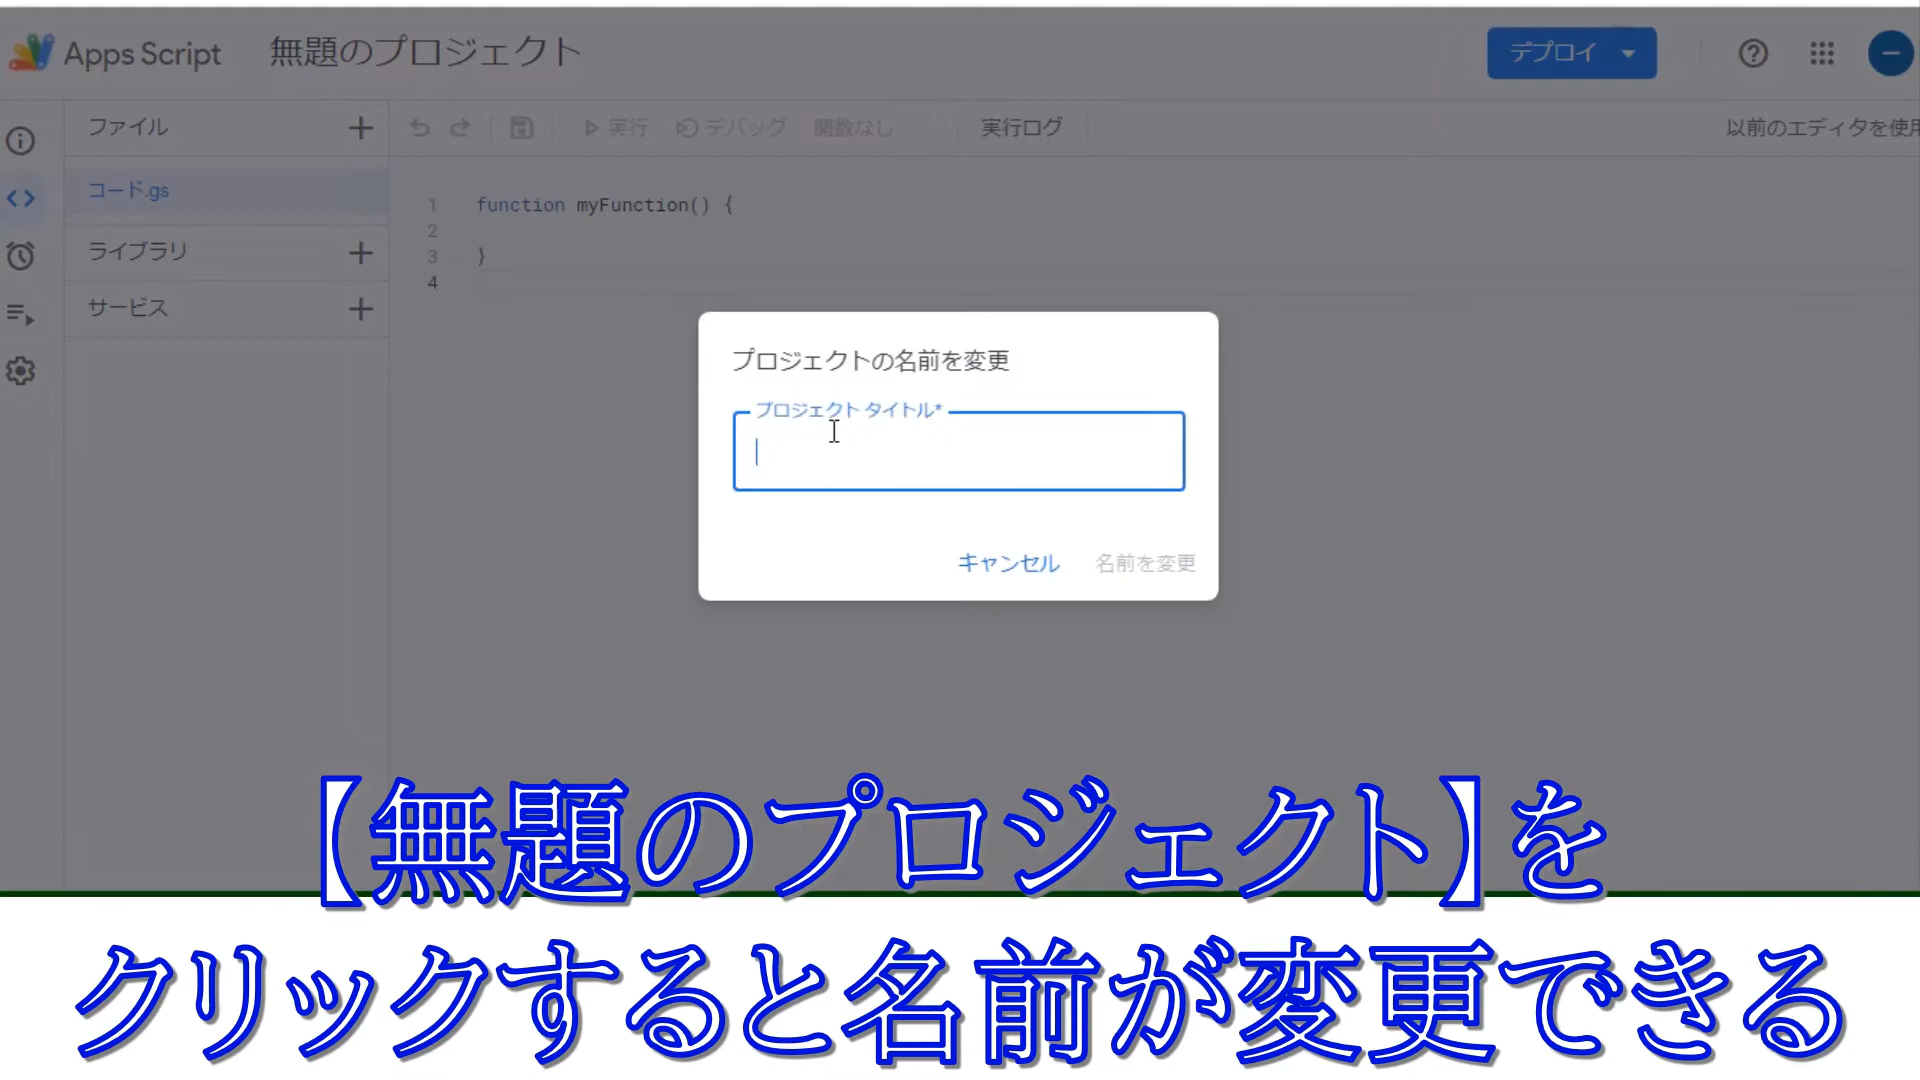 Apps Script 無題のプロジェクト デプロイ
ファイル 実行 デバッグ 関数なし 実行ログ 以前のエディタを使用
コード.gs
ライブラリ
サービス
1 function myFunction() {
2
3 }
4
プロジェクトの名前を変更
プロジェクト タイトル*
キャンセル 名前を変更
【無題のプロジェクト】を
クリックすると名前が変更できる